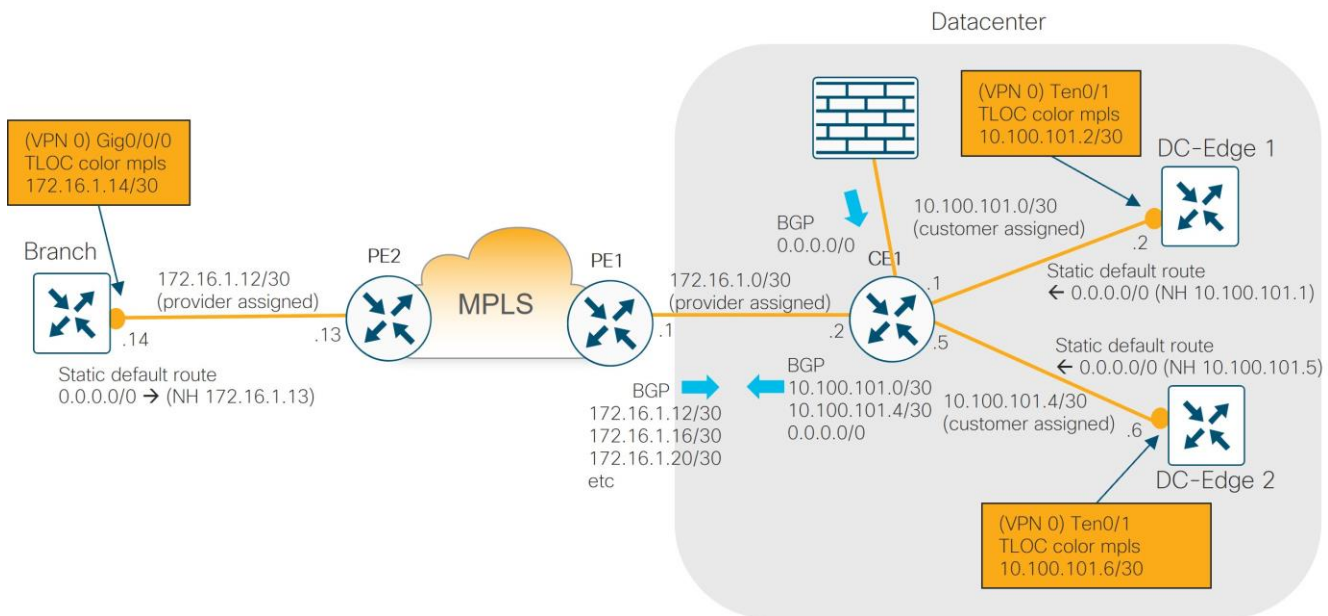 Datacenter
(VPN 0) Gig0/0/0
TLOC color mpls
172.16.1.14/30
Branch
172.16.1.12/30
(provider assigned)
.14
.13
Static default route
0.0.0.0/0 → (NH 172.16.1.13)
PE2
MPLS
PE1
172.16.1.0/30
(provider assigned)
.1
.2
BGP
172.16.1.12/30
172.16.1.16/30
172.16.1.20/30
etc
BGP
10.100.101.0/30
10.100.101.4/30
0.0.0.0/0
BGP
0.0.0.0/0
CE1
.1
.5
(VPN 0) Ten0/1
TLOC color mpls
10.100.101.2/30
DC-Edge 1
10.100.101.0/30
(customer assigned)
.2
Static default route
← 0.0.0.0/0 (NH 10.100.101.1)
Static default route
← 0.0.0.0/0 (NH 10.100.101.5)
10.100.101.4/30
(customer assigned)
.6
DC-Edge 2
(VPN 0) Ten0/1
TLOC color mpls
10.100.101.6/30